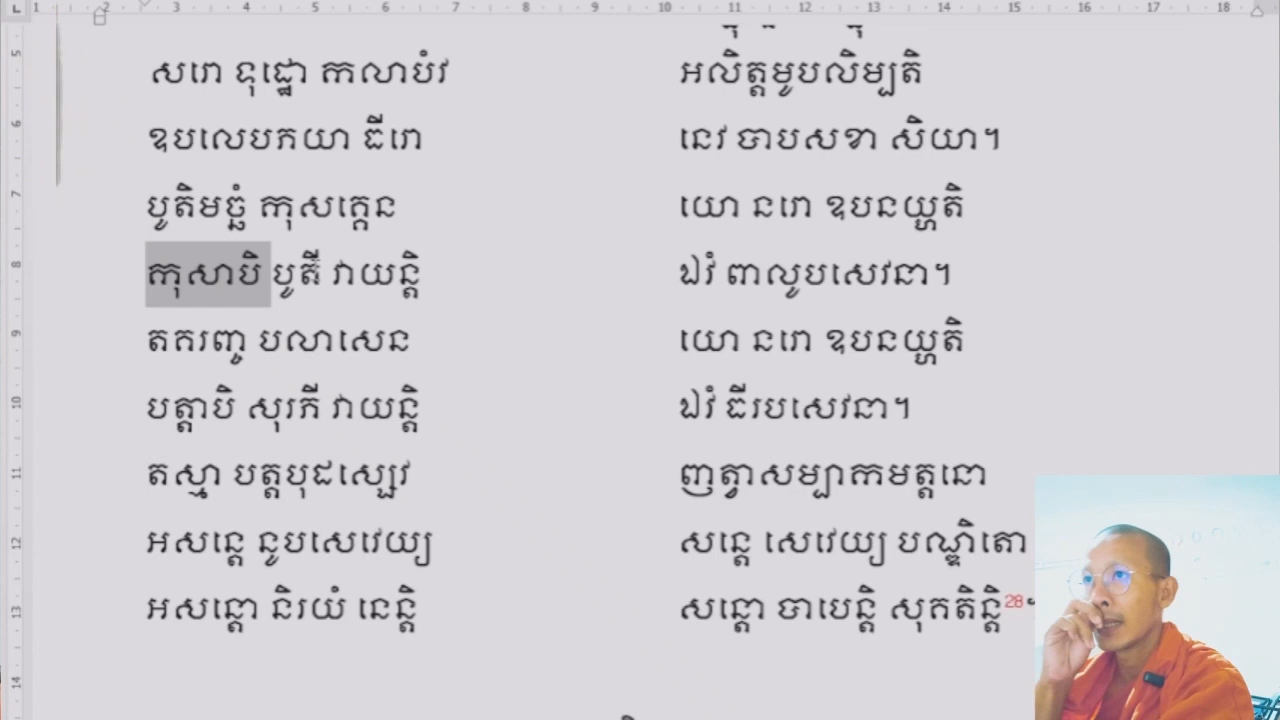 សរោ ទុដ្ឋោ កលាបំវ អលិត្តមូបលិម្បតិ
ឧបលេបភយា ធីរោ នេវ បាបសខា សិយា។
បូតិមច្ឆំ កុសគ្គេន យោ នរោ ឧបនយ្ហតិ
កុសាបិ បូតី វាយន្តិ ឯវំ ពាលូបសេវនា។
តគរញ្ច បលាសេន យោ នរោ ឧបនយ្ហតិ
បត្តាបិ សុរភី វាយន្តិ ឯវំ ធីរបសេវនា។
តស្មា បត្តបុដស្សេវ ញត្វាសម្បាកមត្តនោ
អសន្តេ នូបសេវេយ្យ សន្តេ សេវេយ្យ បណ្ឌិតោ
អសន្តោ និរយំ នេន្តិ សន្តោ បាបេន្តិ សុគតិន្តិ28